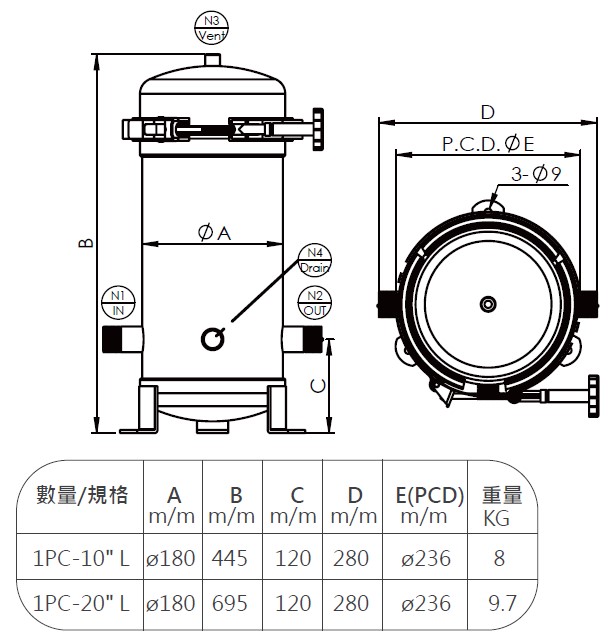 N3
Vent
D
P.C.D. ØE
3-Ø9
B
ØA
N4
Drain
N1
IN
N2
OUT
C
數量/規格 A m/m B m/m C m/m D m/m E(PCD) m/m 重量 KG
1PC-10" L ø180 445 120 280 ø236 8
1PC-20" L ø180 695 120 280 ø236 9.7